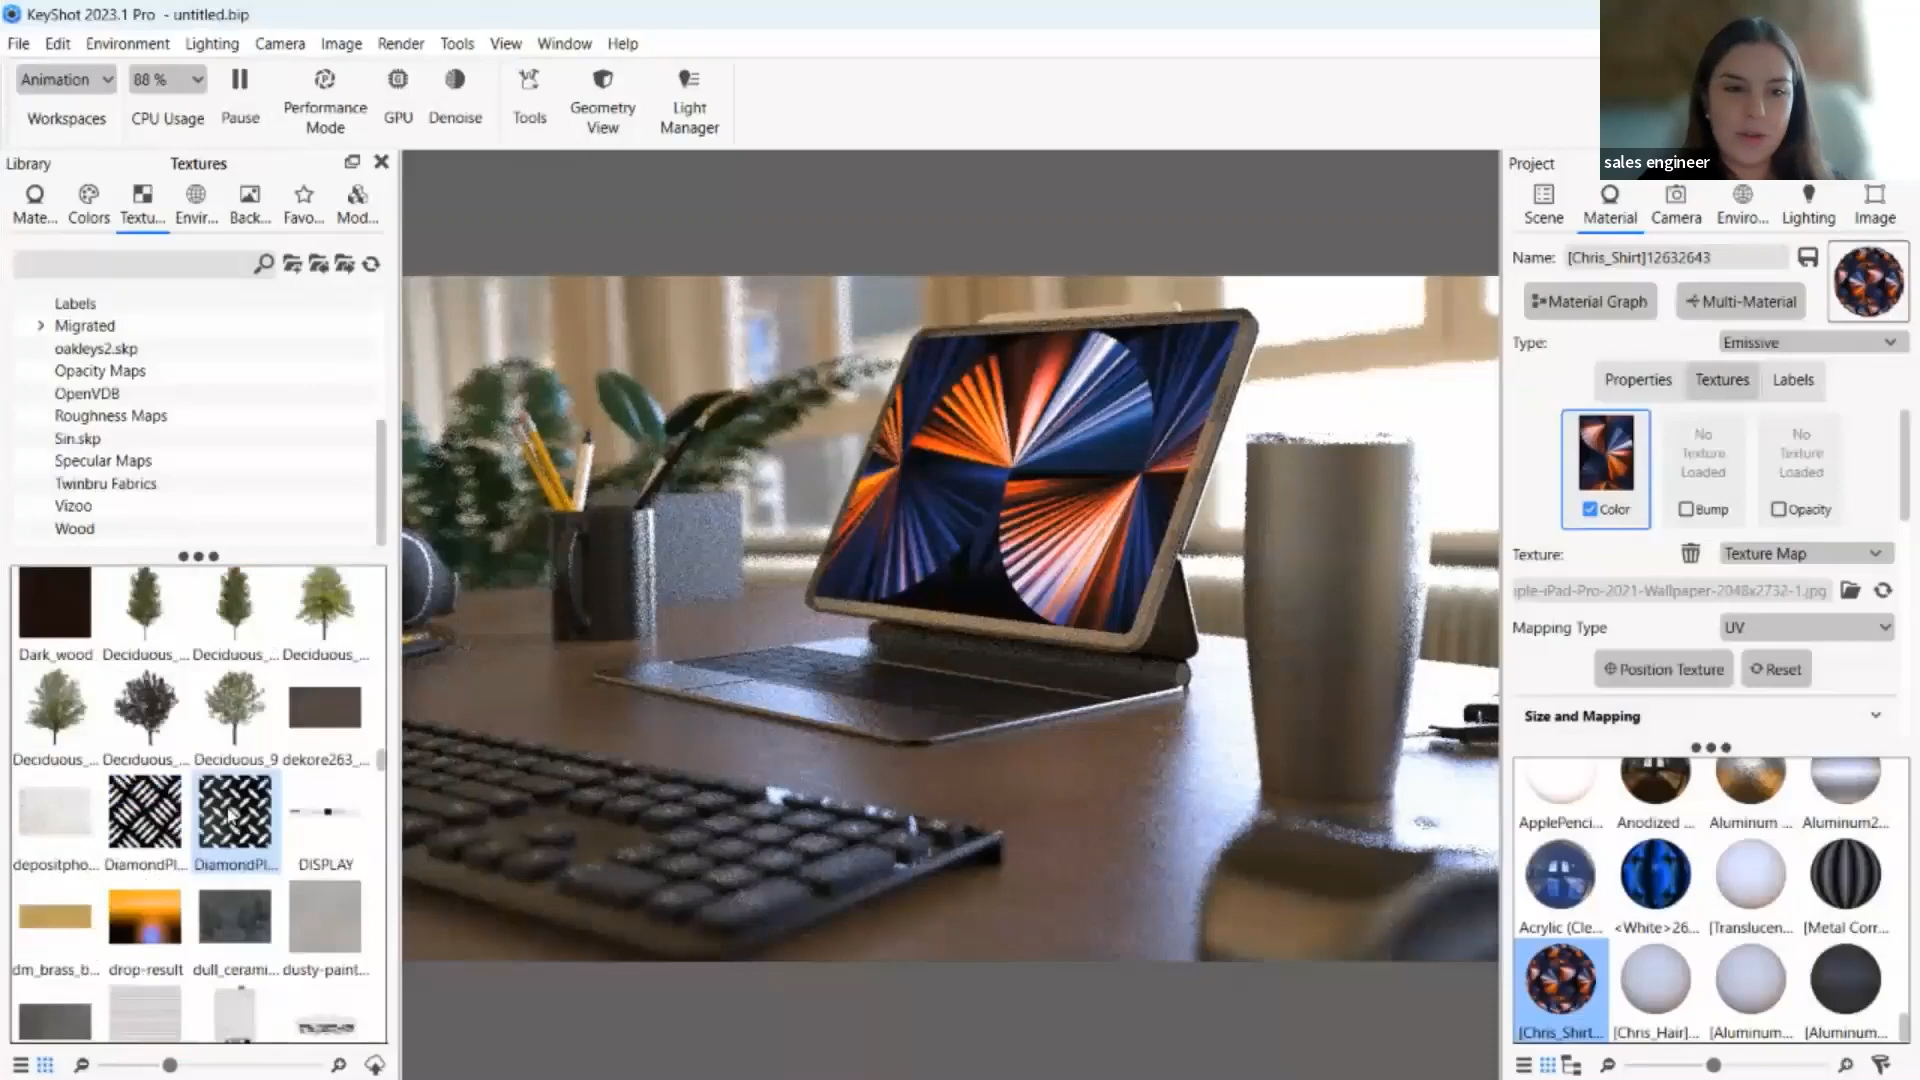 KeyShot 2023.1 Pro - untitled.bip
File Edit Environment Lighting Camera Image Render Tools View Window Help
Animation 88 %
Workspaces CPU Usage Pause Performance Mode GPU Denoise Tools Geometry View Light Manager
sales engineer
Library Textures
Mate... Colors Textu... Envir... Back... Favo... Mod...
Labels
Migrated
oakleys2.skp
Opacity Maps
OpenVDB
Roughness Maps
Sin.skp
Specular Maps
Twinbru Fabrics
Vizoo
Wood
Dark_wood Deciduous_... Deciduous_... Deciduous_...
Deciduous_... Deciduous_... Deciduous_9 dekore263_...
depositpho... DiamondPl... DiamondPl... DISPLAY
dm_brass_b... drop-result dull_cerami... dusty-paint...
Project
Scene Material Camera Enviro... Lighting Image
Name: [Chris_Shirt]12632643
Material Graph Multi-Material
Type: Emissive
Properties Textures Labels
No Texture Loaded
No Texture Loaded
Color Bump Opacity
Texture: Texture Map
ple-iPad-Pro-2021-Wallpaper-2048x2732-1.jpg
Mapping Type UV
Position Texture Reset
Size and Mapping
ApplePenci... Anodized ... Aluminum ... Aluminum2...
Acrylic (Cle... <White>26... [Translucen... [Metal Corr...
[Chris_Shirt... [Chris_Hair]... [Aluminum... [Aluminum...